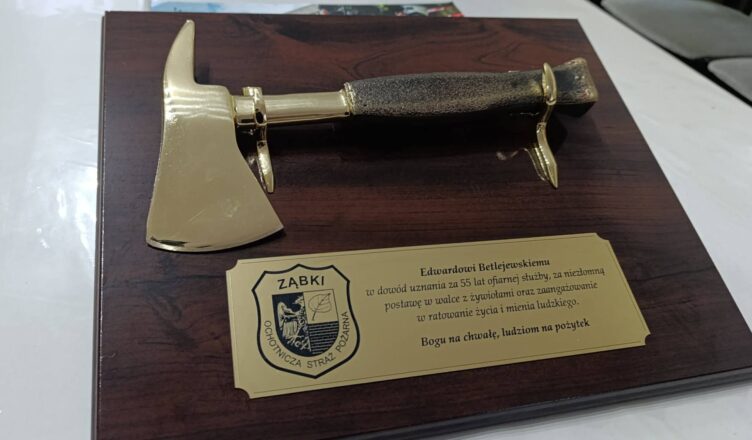 Edwardowi Betlejewskiemu
w dowód uznania za 55 lat ofiarnej służby, za niezłomną
postawę w walce z żywiołami oraz zaangażowanie
w ratowanie życia i mienia ludzkiego.
Bogu na chwałę, ludziom na pożytek
ZĄBKI
OCHOTNICZA STRAŻ POŻARNA